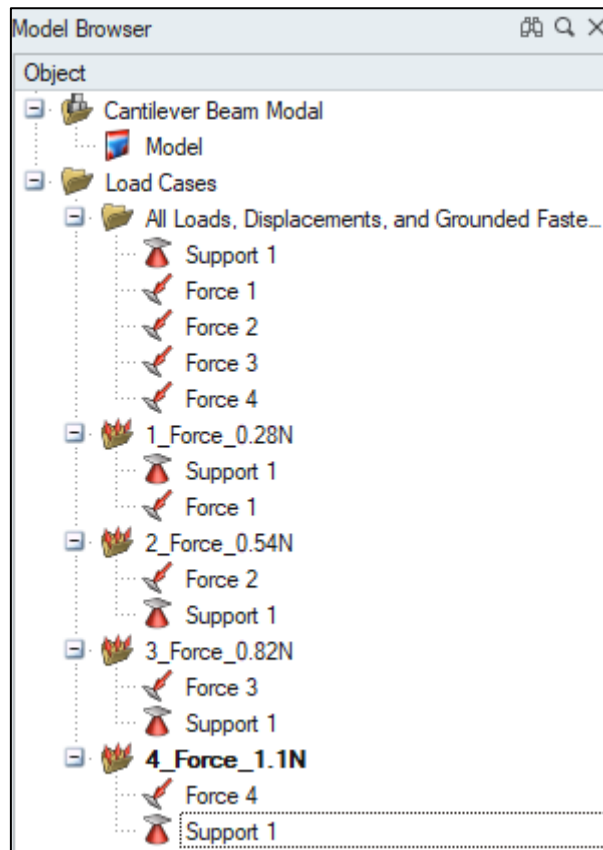 Model Browser
Object
Cantilever Beam Modal
Model
Load Cases
All Loads, Displacements, and Grounded Faste...
Support 1
Force 1
Force 2
Force 3
Force 4
1_Force_0.28N
Support 1
Force 1
2_Force_0.54N
Force 2
Support 1
3_Force_0.82N
Force 3
Support 1
4_Force_1.1N
Force 4
Support 1